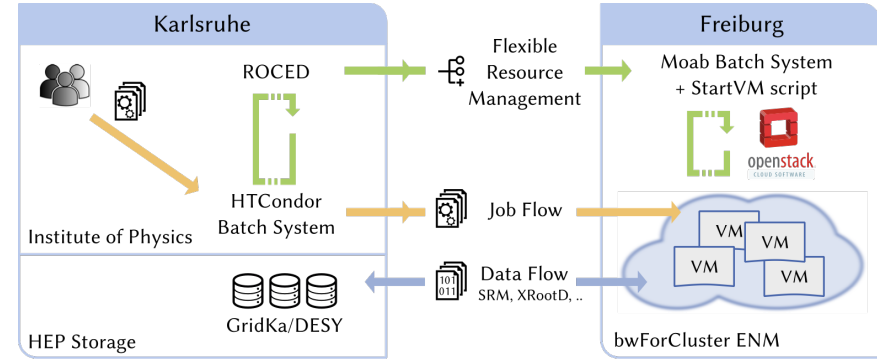 Karlsruhe
ROCED
HTCondor
Batch System
Institute of Physics
GridKa/DESY
HEP Storage
Flexible
Resource
Management
Job Flow
101
011
Data Flow
SRM, XRootD, ..
Freiburg
Moab Batch System
+ StartVM script
openstack
CLOUD SOFTWARE
VM
VM
VM
VM
bwForCluster ENM